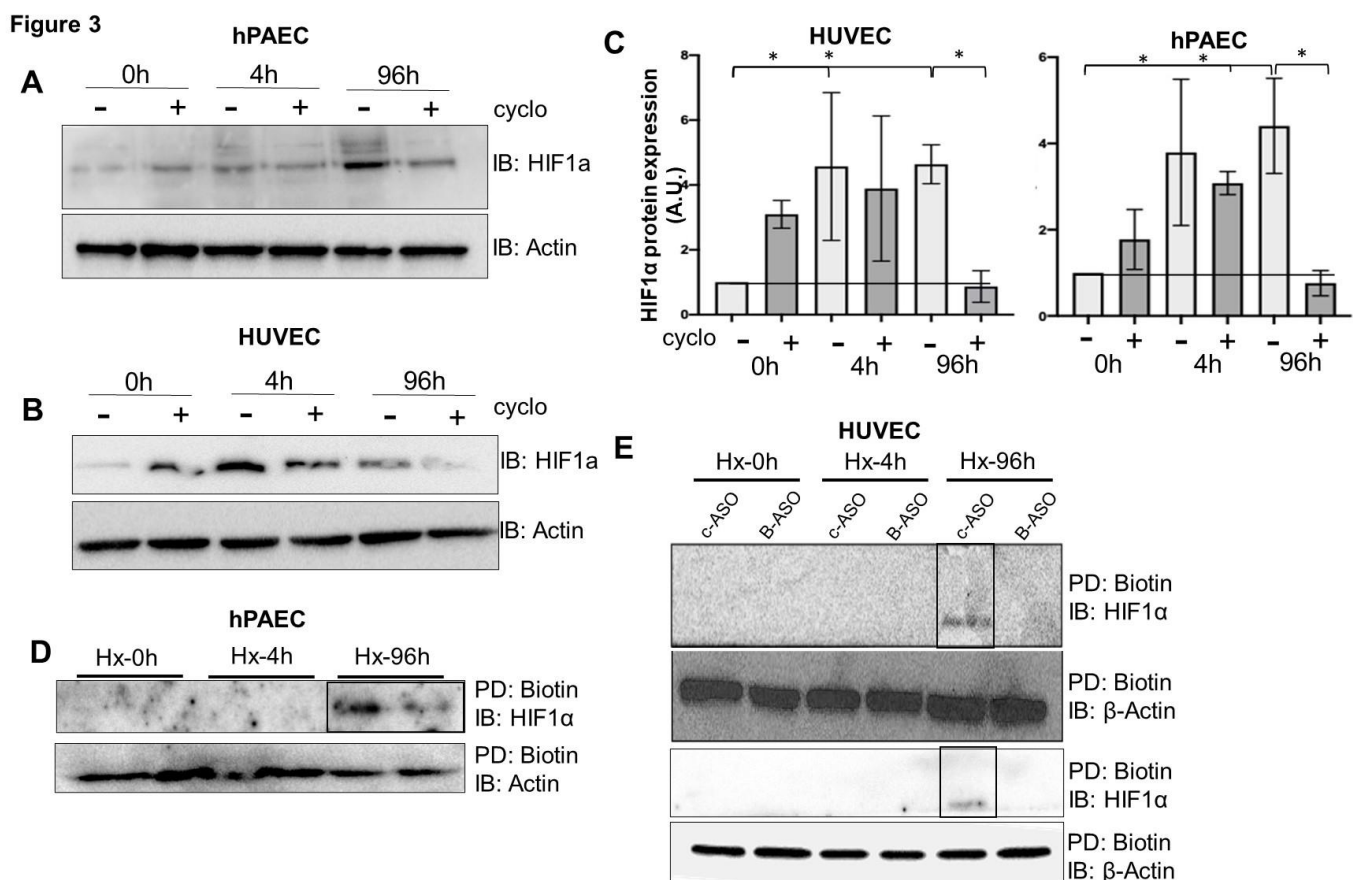 Figure 3
A
hPAEC
0h 4h 96h
- + - + - + cyclo
IB: HIF1a
IB: Actin
B
HUVEC
0h 4h 96h
- + - + - + cyclo
IB: HIF1a
IB: Actin
C
HUVEC
HIF1α protein expression
(A.U.)
8
6
4
2
0
* * *
cyclo - + - + - +
0h 4h 96h
hPAEC
6
4
2
0
* * *
- + - + - +
0h 4h 96h
D
hPAEC
Hx-0h Hx-4h Hx-96h
PD: Biotin
IB: HIF1α
PD: Biotin
IB: Actin
E
HUVEC
Hx-0h Hx-4h Hx-96h
c-ASO B-ASO c-ASO B-ASO c-ASO B-ASO
PD: Biotin
IB: HIF1α
PD: Biotin
IB: β-Actin
PD: Biotin
IB: HIF1α
PD: Biotin
IB: β-Actin